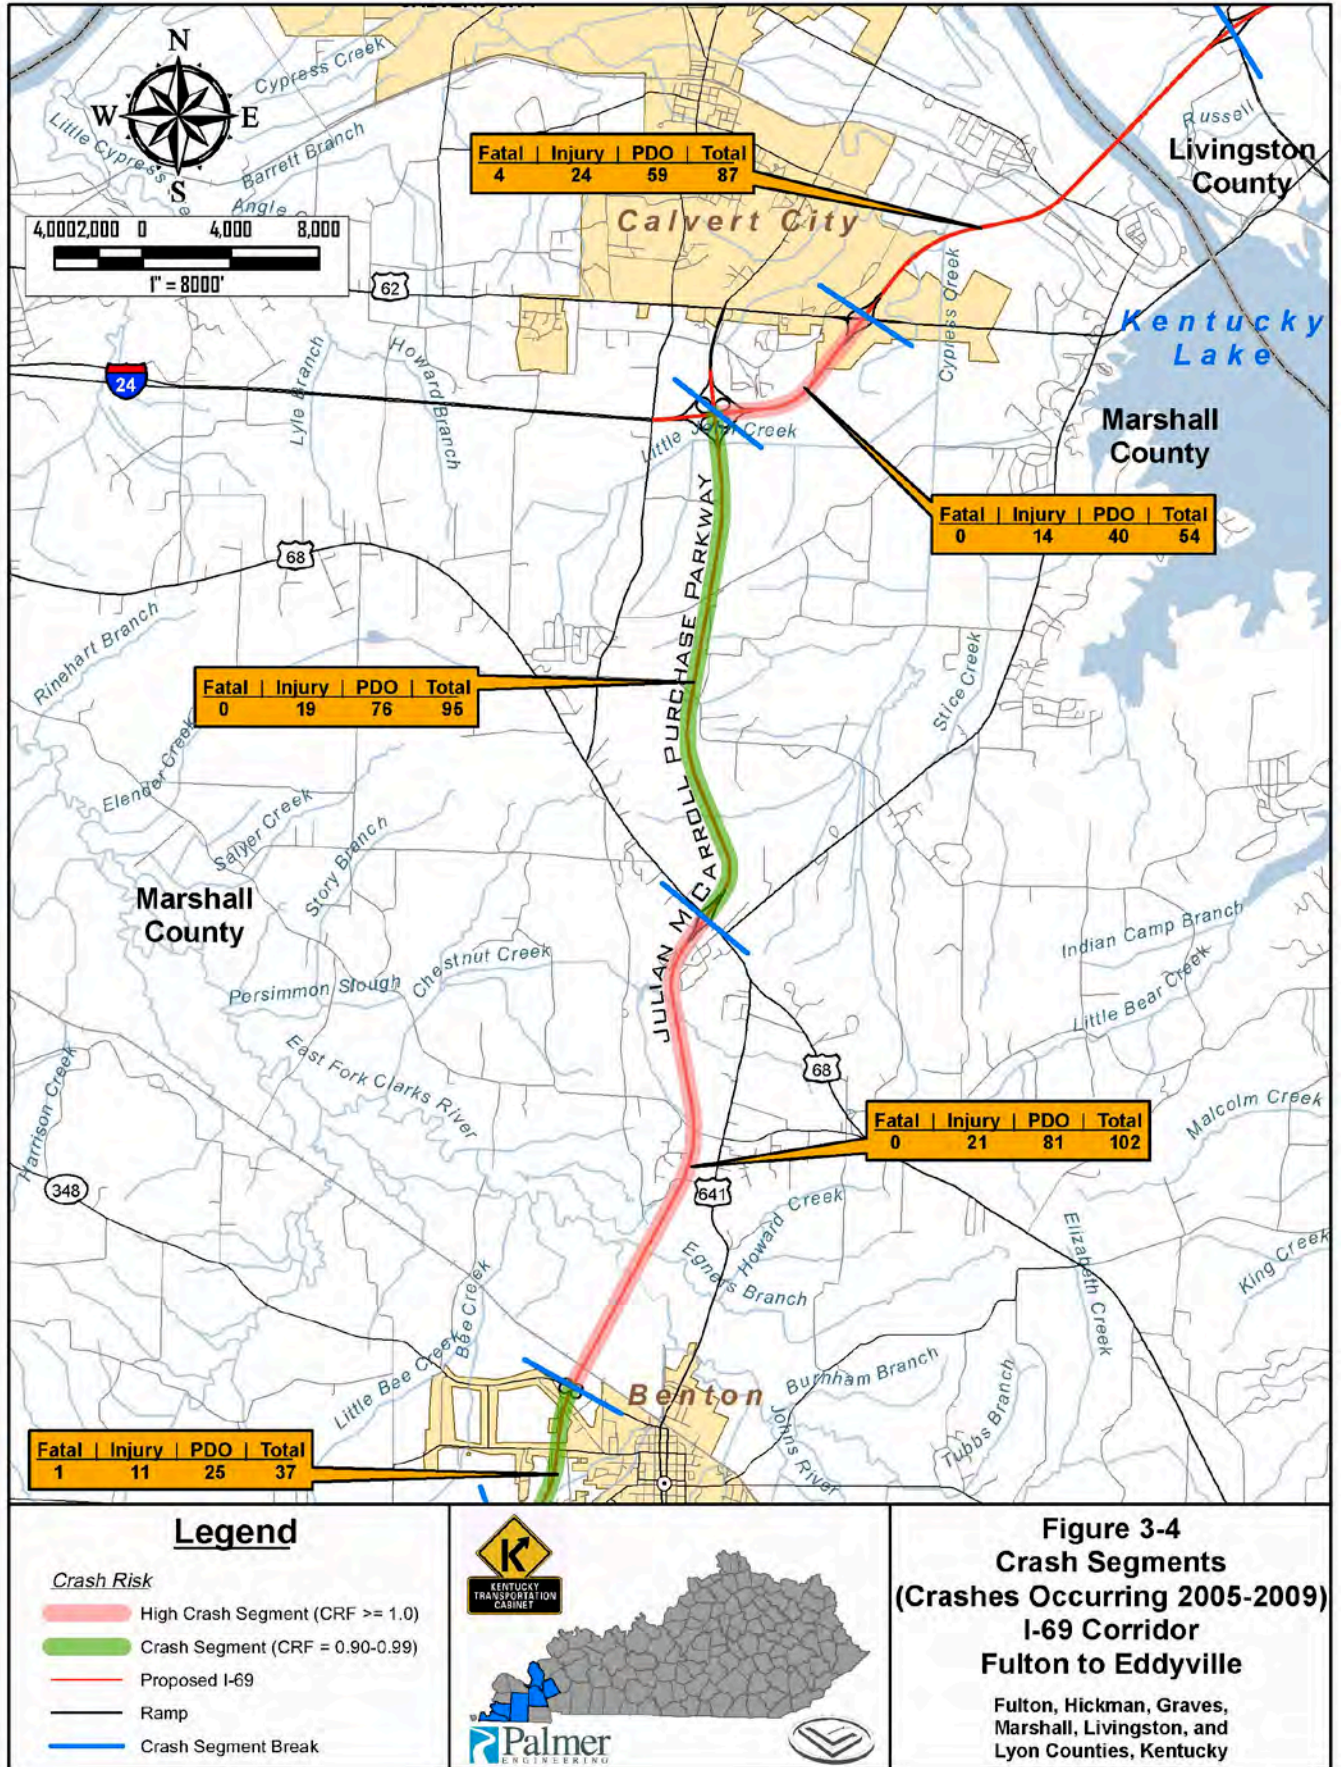 N
W E
S
Cypress Creek
Little Cypress
Barrett Branch
Angle
4,000 2,000 0 4,000 8,000
1" = 8000'
Fatal | Injury | PDO | Total
4 24 59 87
Calvert City
Russell
Livingston
County
62
Cypress Creek
Kentucky
Lake
24
Lyle Branch
Howard Branch
Little John Creek
Marshall
County
Fatal | Injury | PDO | Total
0 14 40 54
68
JULIAN M CARROLL PURCHASE PARKWAY
Rinehart Branch
Stice Creek
Fatal | Injury | PDO | Total
0 19 76 95
Elender Creek
Salyer Creek
Story Branch
Marshall
County
Indian Camp Branch
Chestnut Creek
Persimmon Slough
Little Bear Creek
East Fork Clarks River
Harrison Creek
68
Malcolm Creek
Fatal | Injury | PDO | Total
0 21 81 102
348
641
Howard Creek
Egners Branch
Elizabeth Creek
King Creek
Bee Creek
Little Bee Creek
Benton
Burnham Branch
Johns River
Tubbs Branch
Fatal | Injury | PDO | Total
1 11 25 37
Legend
Crash Risk
High Crash Segment (CRF >= 1.0)
Crash Segment (CRF = 0.90-0.99)
Proposed I-69
Ramp
Crash Segment Break
K
KENTUCKY
TRANSPORTATION
CABINET
Palmer
ENGINEERING
Figure 3-4
Crash Segments
(Crashes Occurring 2005-2009)
I-69 Corridor
Fulton to Eddyville
Fulton, Hickman, Graves,
Marshall, Livingston, and
Lyon Counties, Kentucky